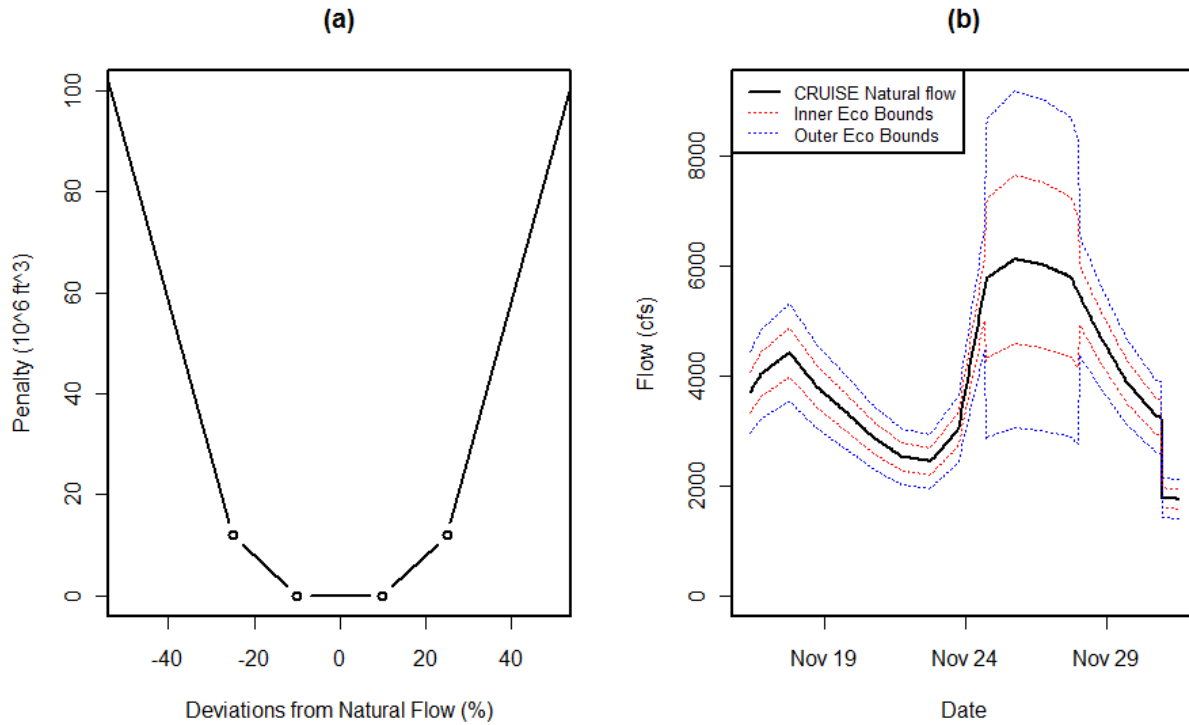 (a)
Penalty (10^6 ft^3)
100
80
60
40
20
0
-40 -20 0 20 40
Deviations from Natural Flow (%)
(b)
CRUISE Natural flow
Inner Eco Bounds
Outer Eco Bounds
Flow (cfs)
8000
6000
4000
2000
0
Nov 19 Nov 24 Nov 29
Date